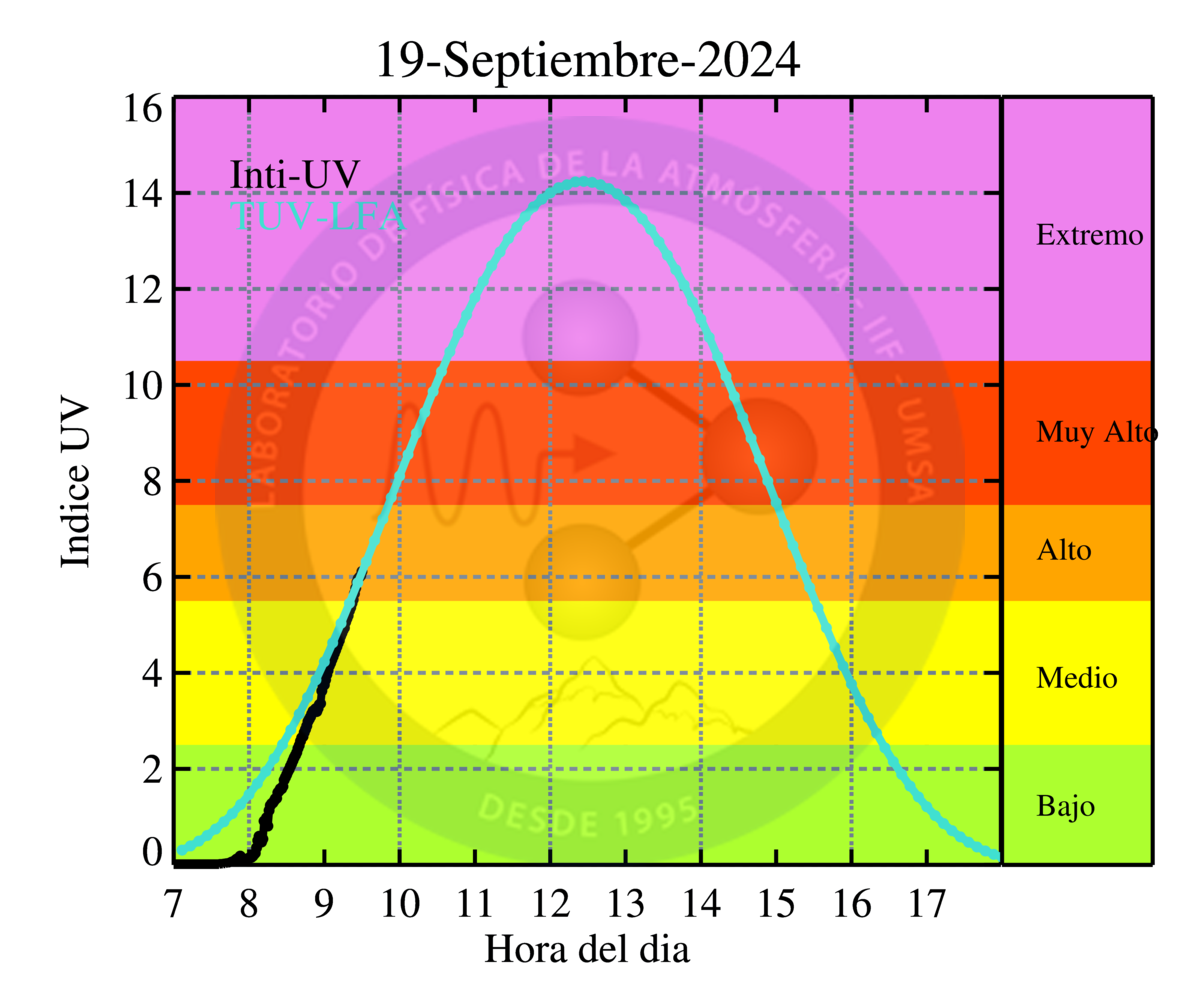 19-Septiembre-2024
16
14
12
10
8
6
4
2
0
Indice UV
Inti-UV
TUV-LFA
LABORATORIO DE FÍSICA DE LA ATMÓSFERA - IIF - UMSA
DESDE 1995
Extremo
Muy Alto
Alto
Medio
Bajo
7 8 9 10 11 12 13 14 15 16 17
Hora del dia